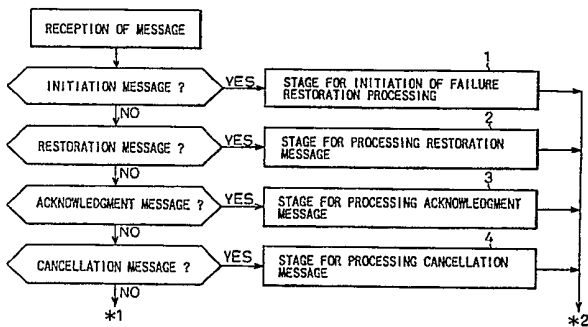 RECEPTION OF MESSAGE
1
INITIATION MESSAGE ?
YES
STAGE FOR INITIATION OF FAILURE
RESTORATION PROCESSING
NO
2
RESTORATION MESSAGE ?
YES
STAGE FOR PROCESSING RESTORATION
MESSAGE
NO
3
ACKNOWLEDGMENT MESSAGE ?
YES
STAGE FOR PROCESSING ACKNOWLEDGMENT
MESSAGE
NO
4
CANCELLATION MESSAGE ?
YES
STAGE FOR PROCESSING CANCELLATION
MESSAGE
NO
*1
*2